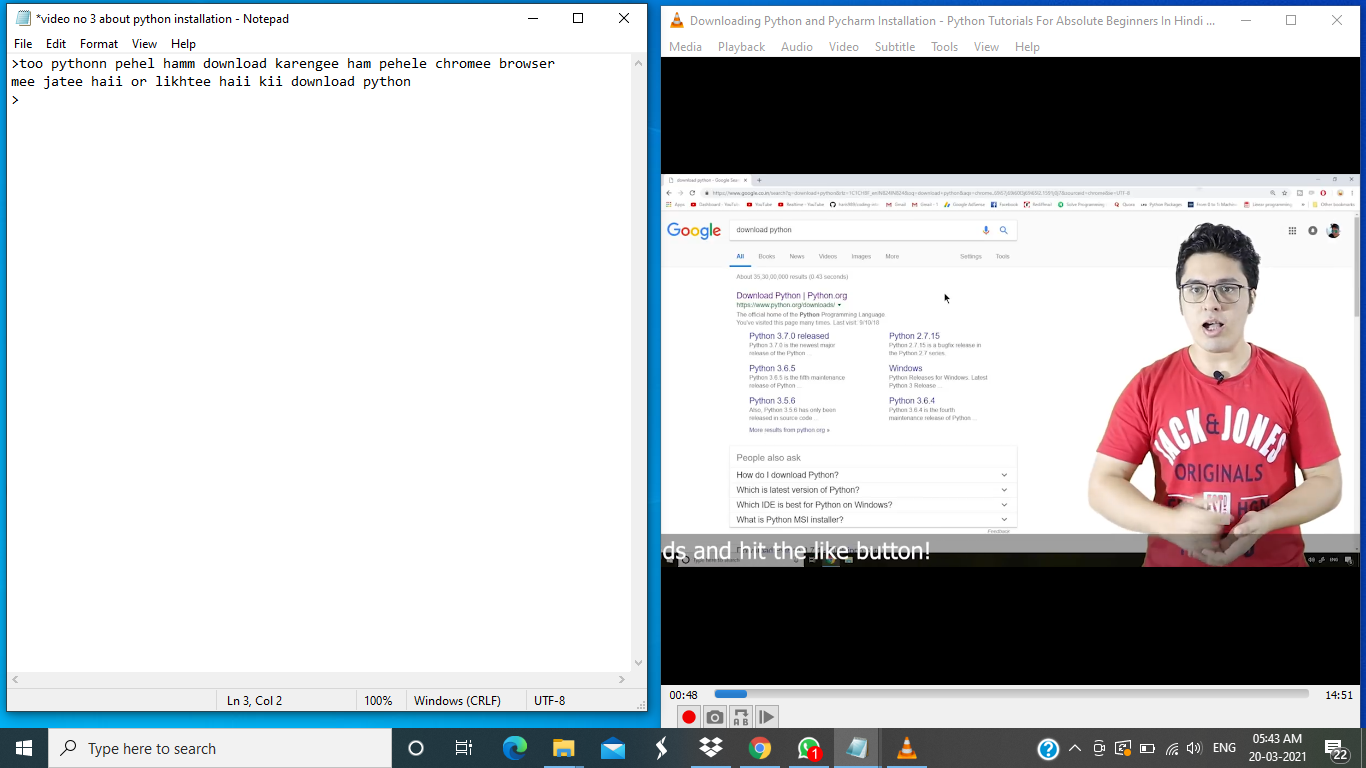 *video no 3 about python installation - Notepad
File Edit Format View Help
>too pythonn pehel hamm download karengee ham pehele chromee browser
mee jatee haii or likhtee haii kii download python
>
Ln 3, Col 2 100% Windows (CRLF) UTF-8
Downloading Python and Pycharm Installation - Python Tutorials For Absolute Beginners In Hindi ...
Media Playback Audio Video Subtitle Tools View Help
download python - Google Sea
Google
download python
All Books News Videos Images More Settings Tools
About 35,30,00,000 results (0.43 seconds)
Download Python | Python.org
https://www.python.org/downloads/
The official home of the Python Programming Language
You've visited this page many times. Last visit: 9/10/18
Python 3.7.0 released
Python 3.7.0 is the newest major
release of the Python ...
Python 2.7.15
Python 2.7.15 is a bugfix release in
the Python 2.7 series.
Python 3.6.5
Python 3.6.5 is the fifth maintenance
release of Python ...
Windows
Python Releases for Windows. Latest
Python 3 Release ...
Python 3.5.6
Also, Python 3.5.6 has only been
released in source code ...
Python 3.6.4
Python 3.6.4 is the fourth
maintenance release of Python ...
More results from python.org »
People also ask
How do I download Python?
Which is latest version of Python?
Which IDE is best for Python on Windows?
What is Python MSI installer?
Feedback
JACK & JONES
ORIGINALS
ds and hit the like button!
00:48 14:51
Type here to search
1
ENG
05:43 AM
20-03-2021
22